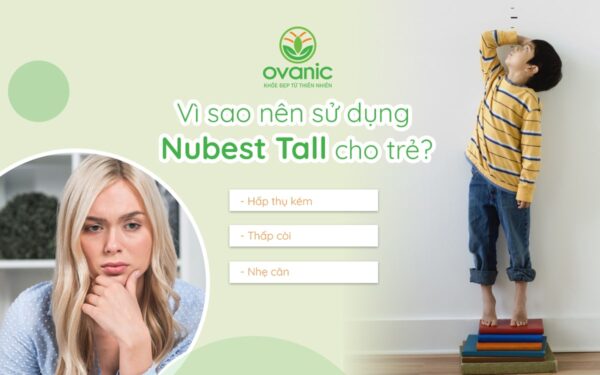 ovanic
KHỎE ĐẸP TỪ THIÊN NHIÊN
Vì sao nên sử dụng
Nubest Tall cho trẻ?
- Hấp thụ kém
- Thấp còi
- Nhẹ cân